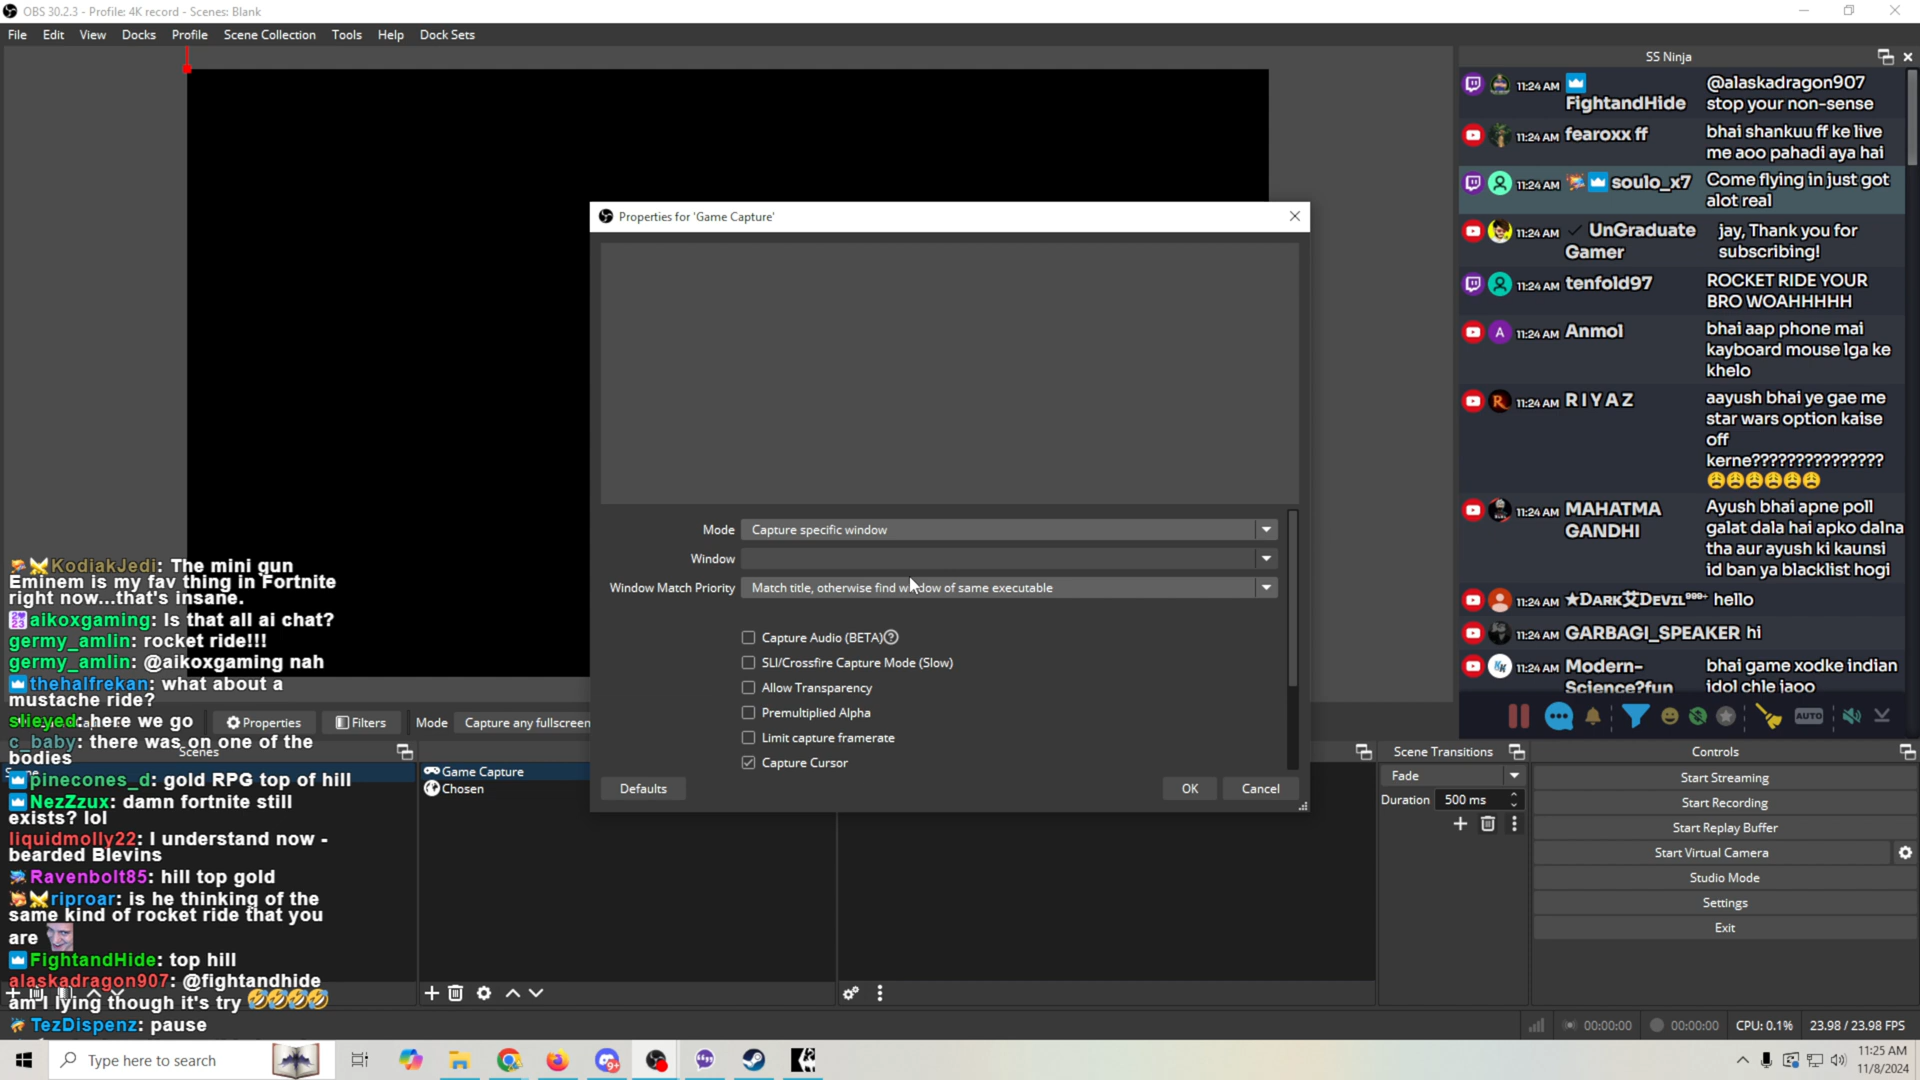 OBS 30.2.3 - Profile: 4K record - Scenes: Blank
File Edit View Docks Profile Scene Collection Tools Help Dock Sets
SS Ninja
11:24 AM FightandHide @alaskadragon907
stop your non-sense
11:24 AM fearoxx ff bhai shankuu ff ke live
me aoo pahadi aya hai
11:24 AM soulo_x7 Come flying in just got
alot real
11:24 AM UnGraduate
Gamer
jay, Thank you for
subscribing!
11:24 AM tenfold97 ROCKET RIDE YOUR
BRO WOAHHHHH
11:24 AM Anmol bhai aap phone mai
kayboard mouse lga ke
khelo
11:24 AM R I Y A Z aayush bhai ye gae me
star wars option kaise
off
kerne???????????????
😩😩😩😩😩😩
11:24 AM MAHATMA
GANDHI
Ayush bhai apne poll
galat dala hai apko dalna
tha aur ayush ki kaunsi
id ban ya blacklist hogi
11:24 AM ★DARK艾DEVIL⁹⁹⁹⁺ hello
11:24 AM GARBAGI_SPEAKER hi
11:24 AM Modern-
Science?fun
bhai game xodke indian
idol chle jaoo
AUTO
Properties for 'Game Capture'
Mode Capture specific window
Window
Window Match Priority Match title, otherwise find window of same executable
Capture Audio (BETA)
SLI/Crossfire Capture Mode (Slow)
Allow Transparency
Premultiplied Alpha
Limit capture framerate
Capture Cursor
Defaults OK Cancel
KodiakJedi: The mini gun
Eminem is my fav thing in Fortnite
right now...that's insane.
aikoxgaming: Is that all ai chat?
germy_amlin: rocket ride!!!
germy_amlin: @aikoxgaming nah
thehalfrekan: what about a
mustache ride?
slieyed: here we go
c_baby: there was on one of the
bodies
pinecones_d: gold RPG top of hill
NezZzux: damn fortnite still
exists? lol
liquidmolly22: I understand now -
bearded Blevins
Ravenbolt85: hill top gold
riproar: is he thinking of the
same kind of rocket ride that you
are
FightandHide: top hill
alaskadragon907: @fightandhide
am I lying though it's try 🤣🤣🤣🤣
TezDispenz: pause
Properties Filters Mode Capture any fullscreen
Scenes
Game Capture
Chosen
Scene Transitions
Fade
Duration 500 ms
Controls
Start Streaming
Start Recording
Start Replay Buffer
Start Virtual Camera
Studio Mode
Settings
Exit
00:00:00 00:00:00 CPU: 0.1% 23.98 / 23.98 FPS
Type here to search
9+
11:25 AM
11/8/2024